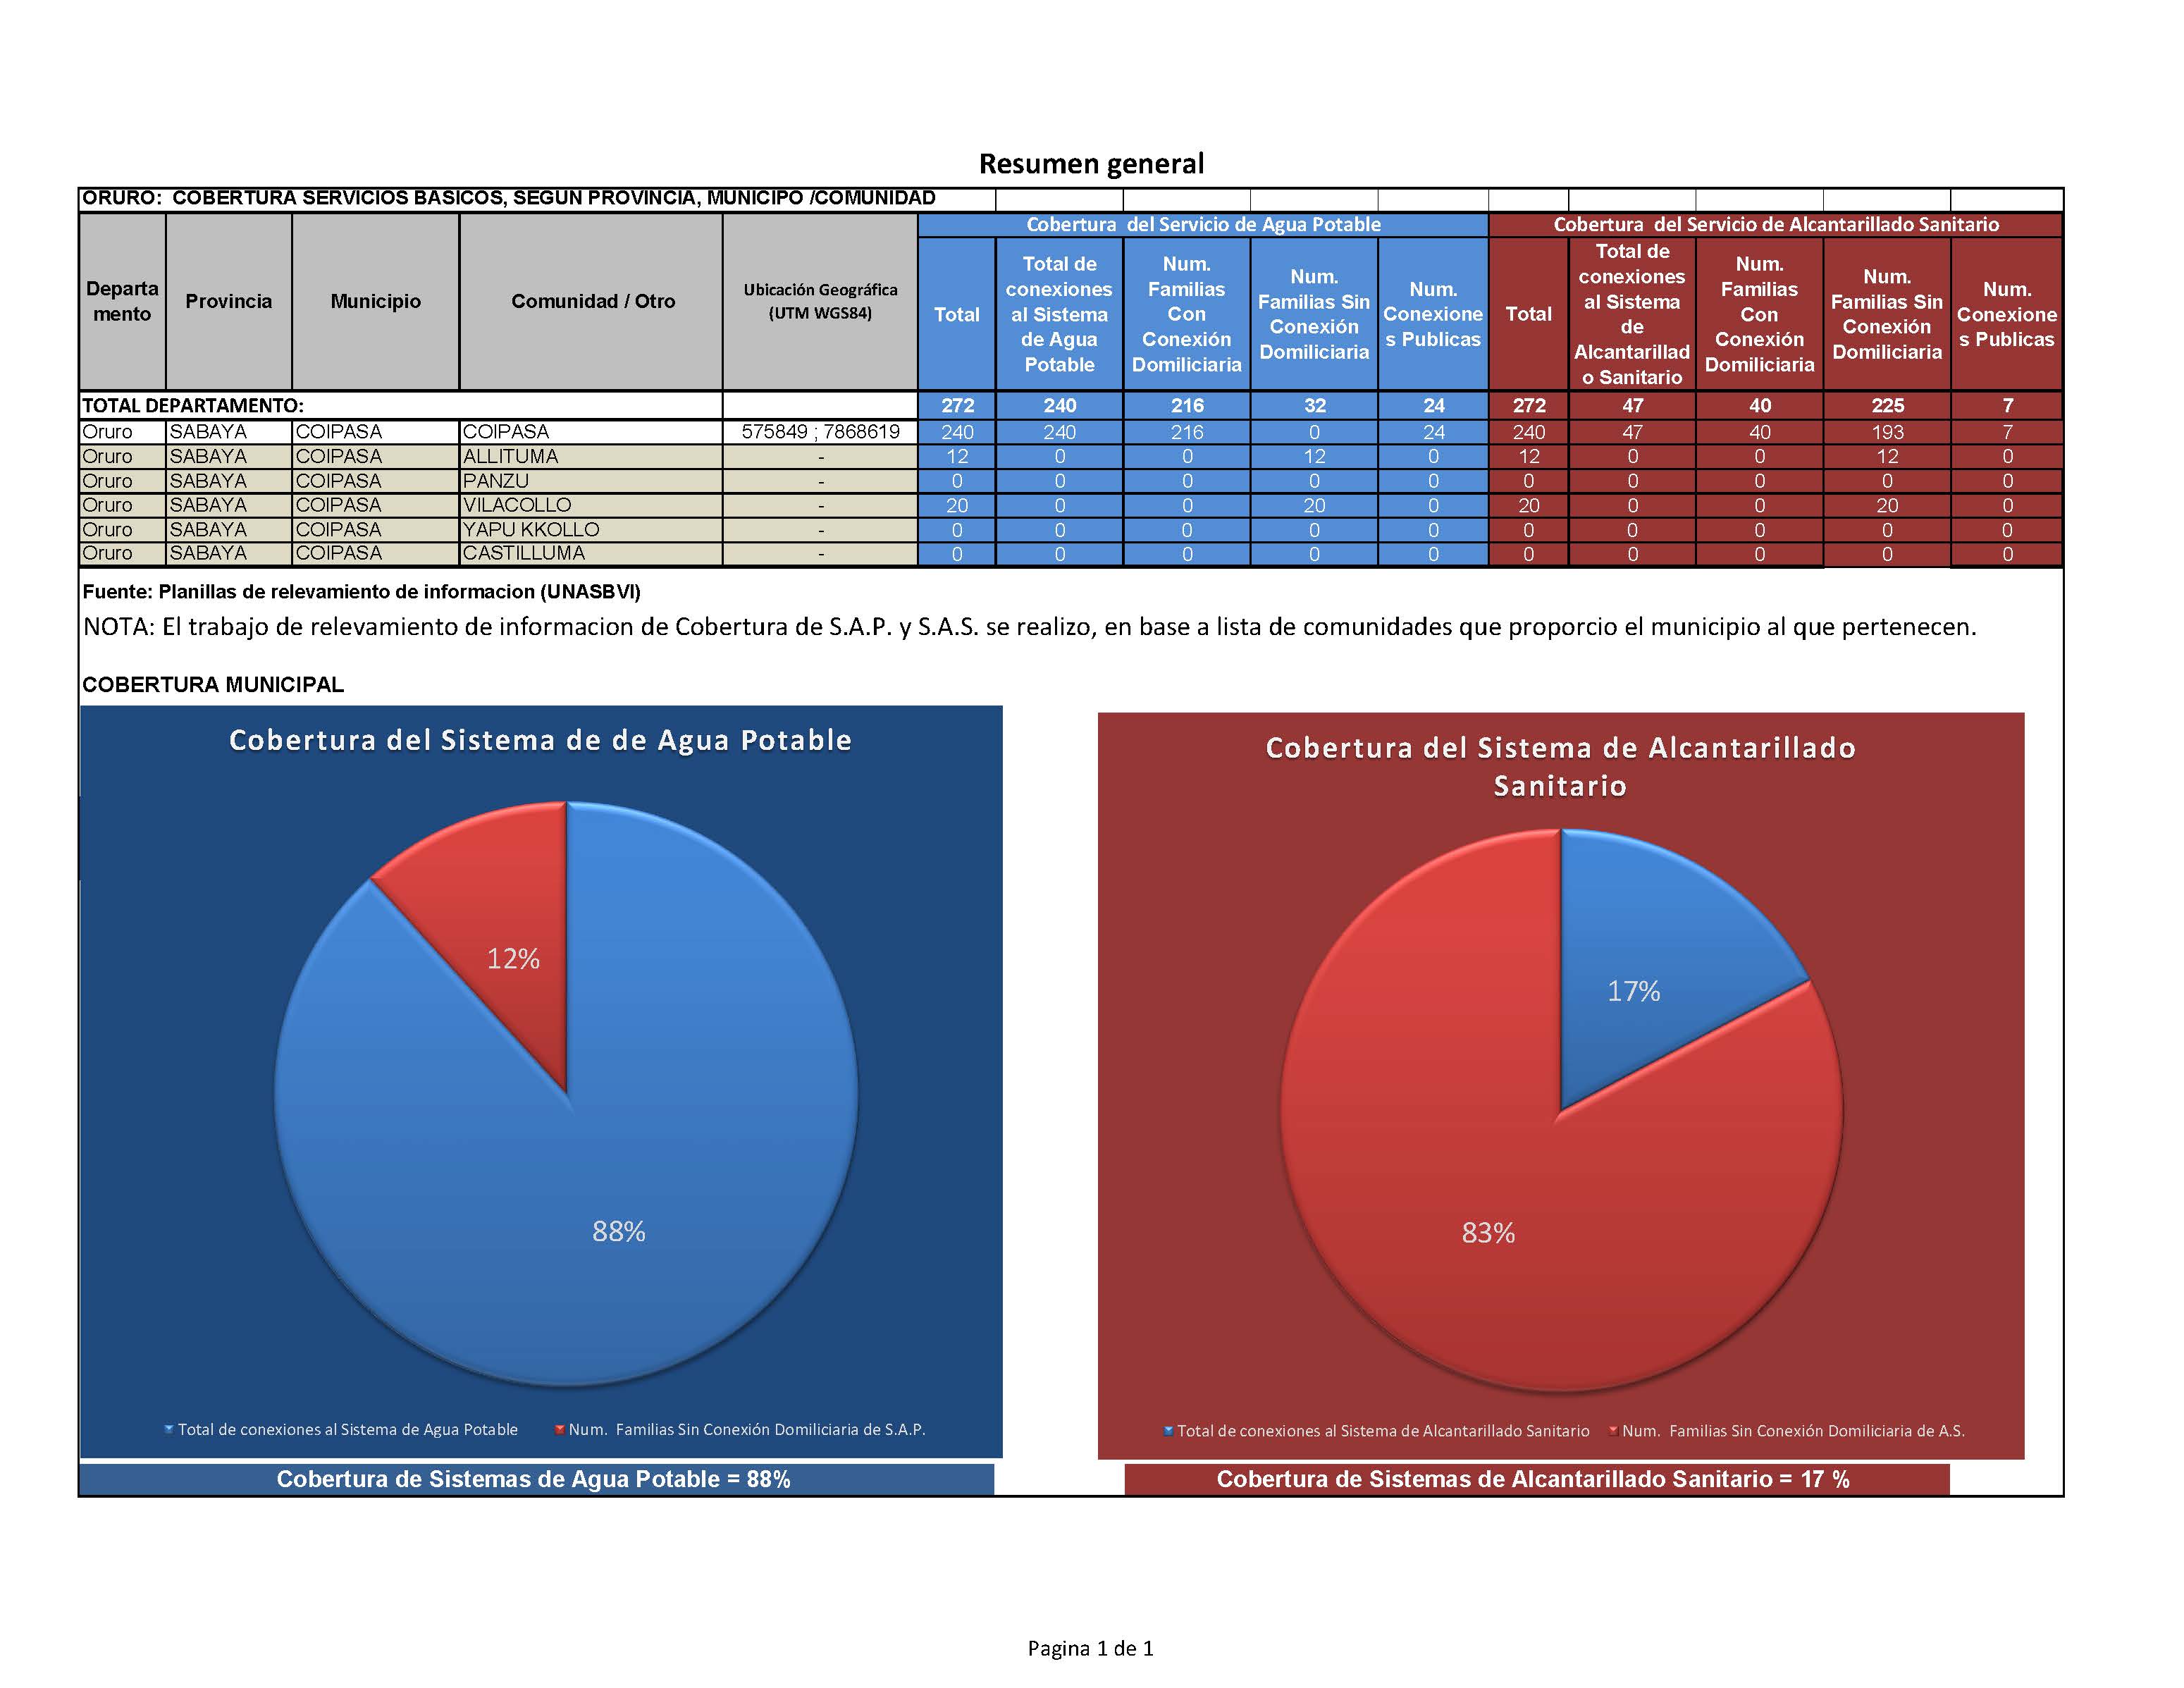 Resumen general
ORURO: COBERTURA SERVICIOS BASICOS, SEGUN PROVINCIA, MUNICIPO /COMUNIDAD
Departa mento Provincia Municipio Comunidad / Otro Ubicación Geográfica (UTM WGS84) Cobertura del Servicio de Agua Potable Cobertura del Servicio de Alcantarillado Sanitario
Total Total de conexiones al Sistema de Agua Potable Num. Familias Con Conexión Domiliciaria Num. Familias Sin Conexión Domiliciaria Num. Conexione s Publicas Total Total de conexiones al Sistema de Alcantarillad o Sanitario Num. Familias Con Conexión Domiliciaria Num. Familias Sin Conexión Domiliciaria Num. Conexione s Publicas
TOTAL DEPARTAMENTO: 272 240 216 32 24 272 47 40 225 7
Oruro SABAYA COIPASA COIPASA 575849 ; 7868619 240 240 216 0 24 240 47 40 193 7
Oruro SABAYA COIPASA ALLITUMA - 12 0 0 12 0 12 0 0 12 0
Oruro SABAYA COIPASA PANZU - 0 0 0 0 0 0 0 0 0 0
Oruro SABAYA COIPASA VILACOLLO - 20 0 0 20 0 20 0 0 20 0
Oruro SABAYA COIPASA YAPU KKOLLO - 0 0 0 0 0 0 0 0 0 0
Oruro SABAYA COIPASA CASTILLUMA - 0 0 0 0 0 0 0 0 0 0
Fuente: Planillas de relevamiento de informacion (UNASBVI)
NOTA: El trabajo de relevamiento de informacion de Cobertura de S.A.P. y S.A.S. se realizo, en base a lista de comunidades que proporcio el municipio al que pertenecen.
COBERTURA MUNICIPAL
Cobertura del Sistema de de Agua Potable
12%
88%
Total de conexiones al Sistema de Agua Potable Num. Familias Sin Conexión Domiliciaria de S.A.P.
Cobertura de Sistemas de Agua Potable = 88%
Cobertura del Sistema de Alcantarillado
Sanitario
17%
83%
Total de conexiones al Sistema de Alcantarillado Sanitario Num. Familias Sin Conexión Domiliciaria de A.S.
Cobertura de Sistemas de Alcantarillado Sanitario = 17 %
Pagina 1 de 1